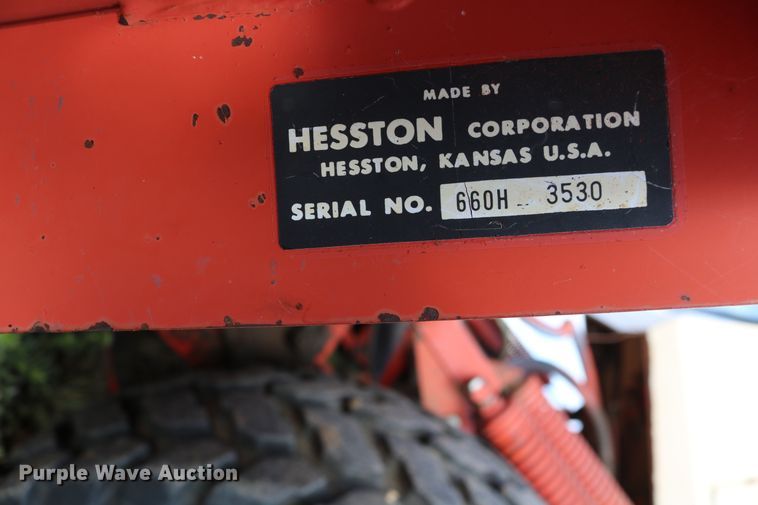 MADE BY
HESSTON CORPORATION
HESSTON, KANSAS U.S.A.
SERIAL NO. 660H 3530
Purple Wave Auction